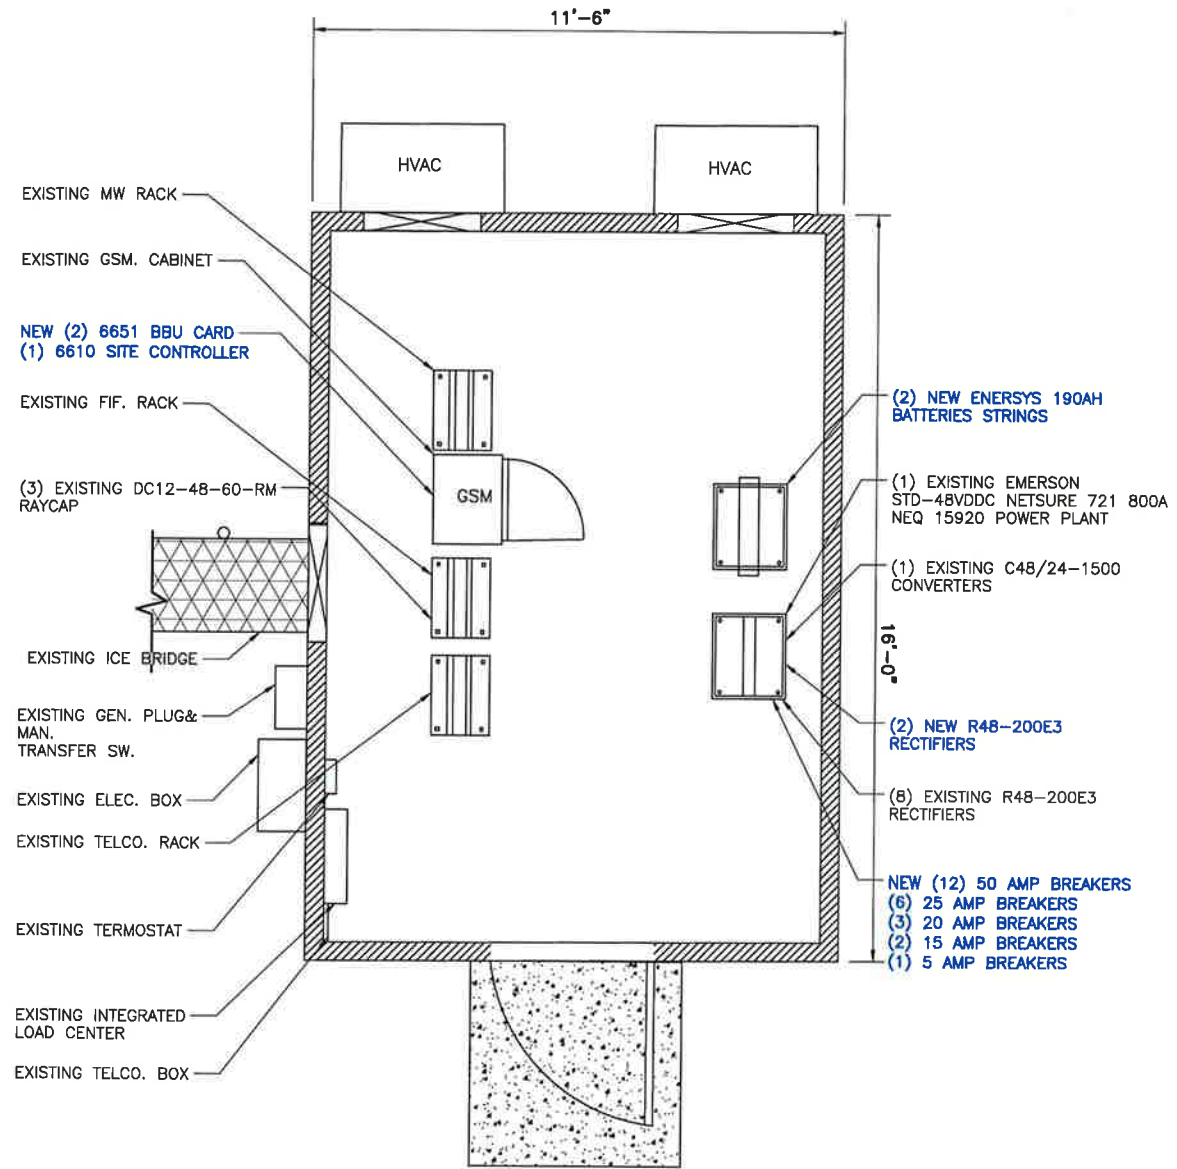 11'-6"
HVAC
HVAC
EXISTING MW RACK
EXISTING GSM. CABINET
NEW (2) 6651 BBU CARD
(1) 6610 SITE CONTROLLER
EXISTING FIF. RACK
(3) EXISTING DC12-48-60-RM
RAYCAP
EXISTING ICE BRIDGE
EXISTING GEN. PLUG&
MAN.
TRANSFER SW.
EXISTING ELEC. BOX
EXISTING TELCO. RACK
EXISTING TERMOSTAT
EXISTING INTEGRATED
LOAD CENTER
EXISTING TELCO. BOX
GSM
(2) NEW ENERSYS 190AH
BATTERIES STRINGS
(1) EXISTING EMERSON
STD-48VDDC NETSURE 721 800A
NEQ 15920 POWER PLANT
(1) EXISTING C48/24-1500
CONVERTERS
16'-0"
(2) NEW R48-200E3
RECTIFIERS
(8) EXISTING R48-200E3
RECTIFIERS
NEW (12) 50 AMP BREAKERS
(6) 25 AMP BREAKERS
(3) 20 AMP BREAKERS
(2) 15 AMP BREAKERS
(1) 5 AMP BREAKERS